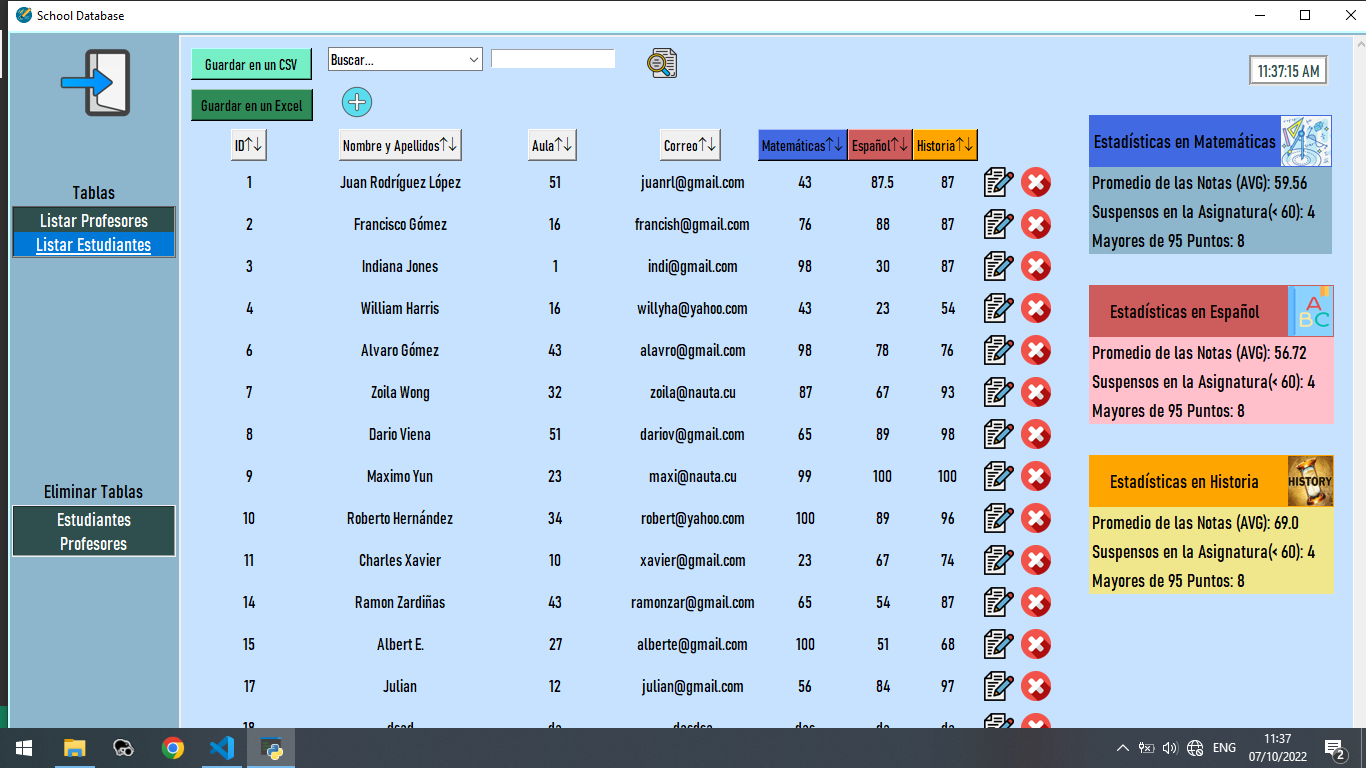 School Database
Guardar en un CSV
Buscar...
11:37:15 AM
Guardar en un Excel
ID↑↓ Nombre y Apellidos↑↓ Aula↑↓ Correo↑↓ Matemáticas↑↓ Español↑↓ Historia↑↓
1 Juan Rodríguez López 51 juanrl@gmail.com 43 87.5 87
2 Francisco Gómez 16 francish@gmail.com 76 88 87
3 Indiana Jones 1 indi@gmail.com 98 30 87
4 William Harris 16 willyha@yahoo.com 43 23 54
6 Alvaro Gómez 43 alavro@gmail.com 98 78 76
7 Zoila Wong 32 zoila@nauta.cu 87 67 93
8 Dario Viena 51 dariov@gmail.com 65 89 98
9 Maximo Yun 23 maxi@nauta.cu 99 100 100
10 Roberto Hernández 34 robert@yahoo.com 100 89 96
11 Charles Xavier 10 xavier@gmail.com 23 67 74
14 Ramon Zardiñas 43 ramonzar@gmail.com 65 54 87
15 Albert E. 27 alberte@gmail.com 100 51 68
17 Julian 12 julian@gmail.com 56 84 97
18
Tablas
Listar Profesores
Listar Estudiantes
Eliminar Tablas
Estudiantes
Profesores
Estadísticas en Matemáticas
Promedio de las Notas (AVG): 59.56
Suspensos en la Asignatura(< 60): 4
Mayores de 95 Puntos: 8
Estadísticas en Español
A
BC
Promedio de las Notas (AVG): 56.72
Suspensos en la Asignatura(< 60): 4
Mayores de 95 Puntos: 8
Estadísticas en Historia
HISTORY
Promedio de las Notas (AVG): 69.0
Suspensos en la Asignatura(< 60): 4
Mayores de 95 Puntos: 8
ENG
11:37
07/10/2022
2